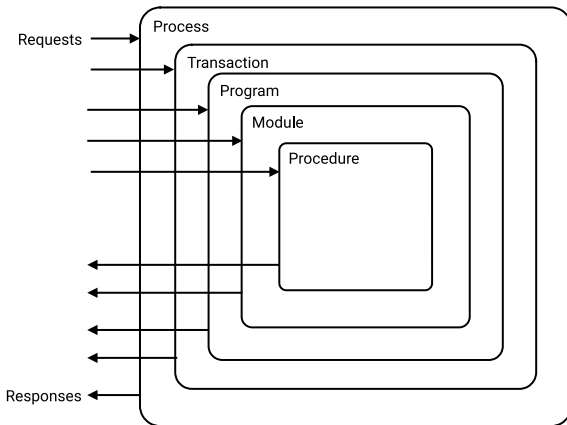 Process
Requests
Transaction
Program
Module
Procedure
Responses